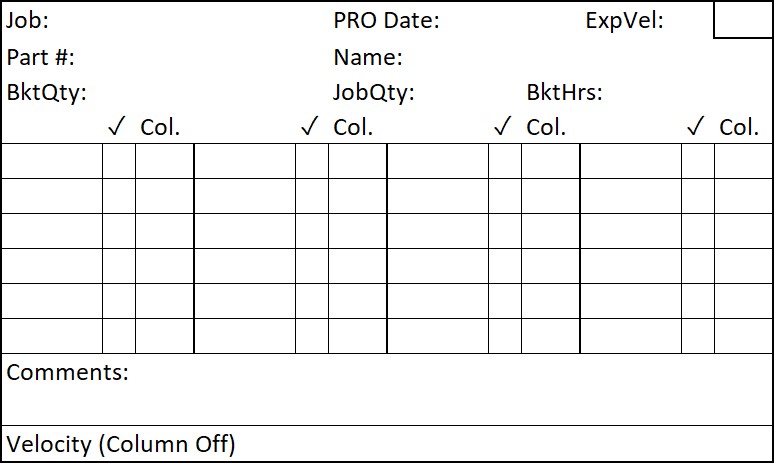 Job: PRO Date: ExpVel:
Part #: Name:
BktQty: JobQty: BktHrs:
✓ Col. ✓ Col. ✓ Col. ✓ Col.
Comments:
Velocity (Column Off)